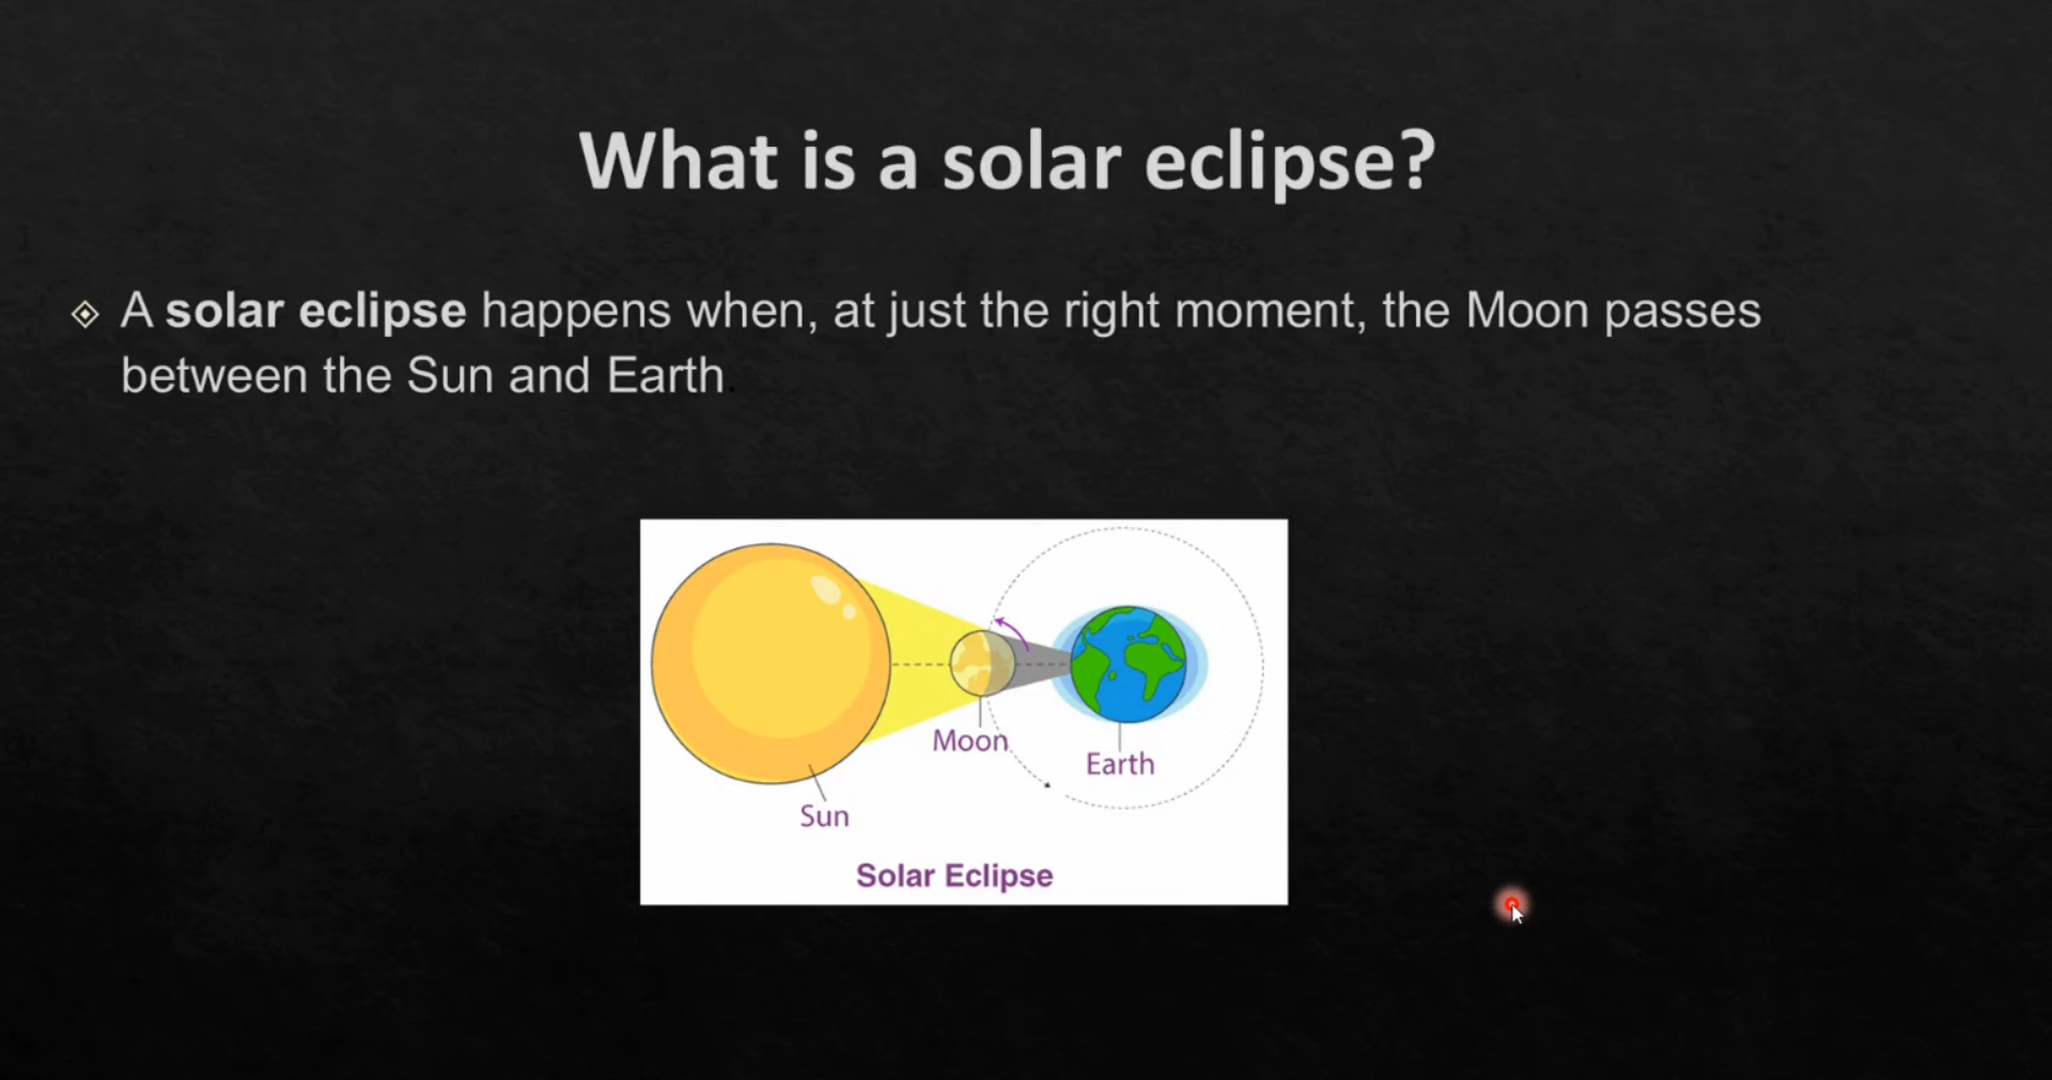 What is a solar eclipse?
A solar eclipse happens when, at just the right moment, the Moon passes
between the Sun and Earth.
Moon
Earth
Sun
Solar Eclipse